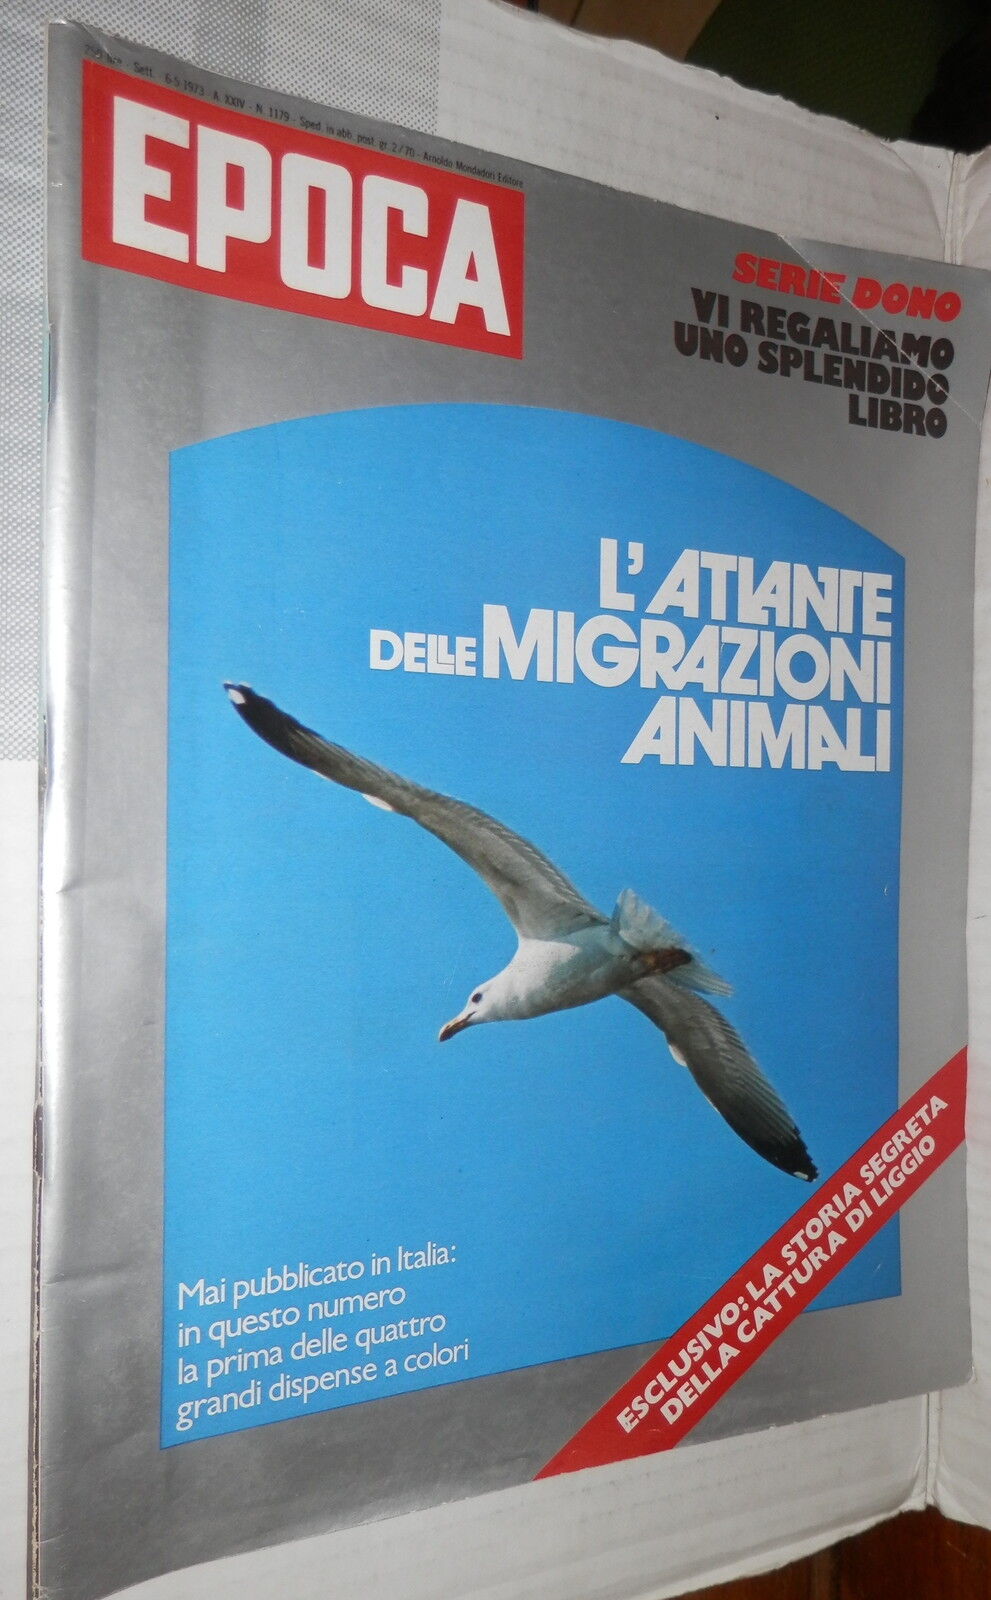 250 lire - Sett. - 6-5-1973 A. XXIV - N. 1179 - Sped. in abb. post. gr. 2/70 - Arnoldo Mondadori Editore
EPOCA
SERIE DONO
VI REGALIAMO
UNO SPLENDIDO
LIBRO
L'ATLANTE
DELLE MIGRAZIONI
ANIMALI
Mai pubblicato in Italia:
in questo numero
la prima delle quattro
grandi dispense a colori
ESCLUSIVO: LA STORIA SEGRETA
DELLA CATTURA DI LIGGIO